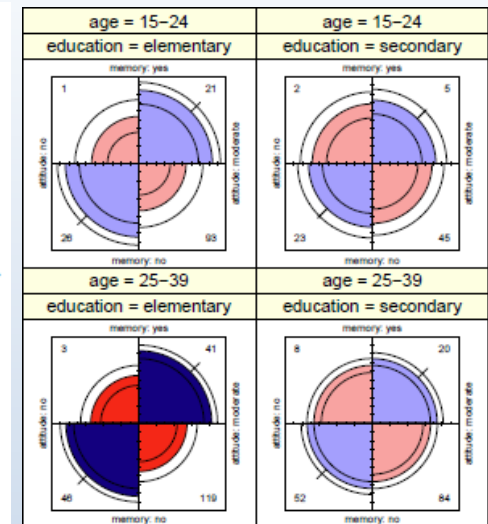 age = 15−24
education = elementary
memory: yes
1 21
attitude: no
attitude: moderate
26 93
memory: no
age = 15−24
education = secondary
memory: yes
2 5
attitude: no
attitude: moderate
23 45
memory: no
age = 25−39
education = elementary
memory: yes
3 41
attitude: no
attitude: moderate
46 119
memory: no
age = 25−39
education = secondary
memory: yes
8 20
attitude: no
attitude: moderate
52 84
memory: no